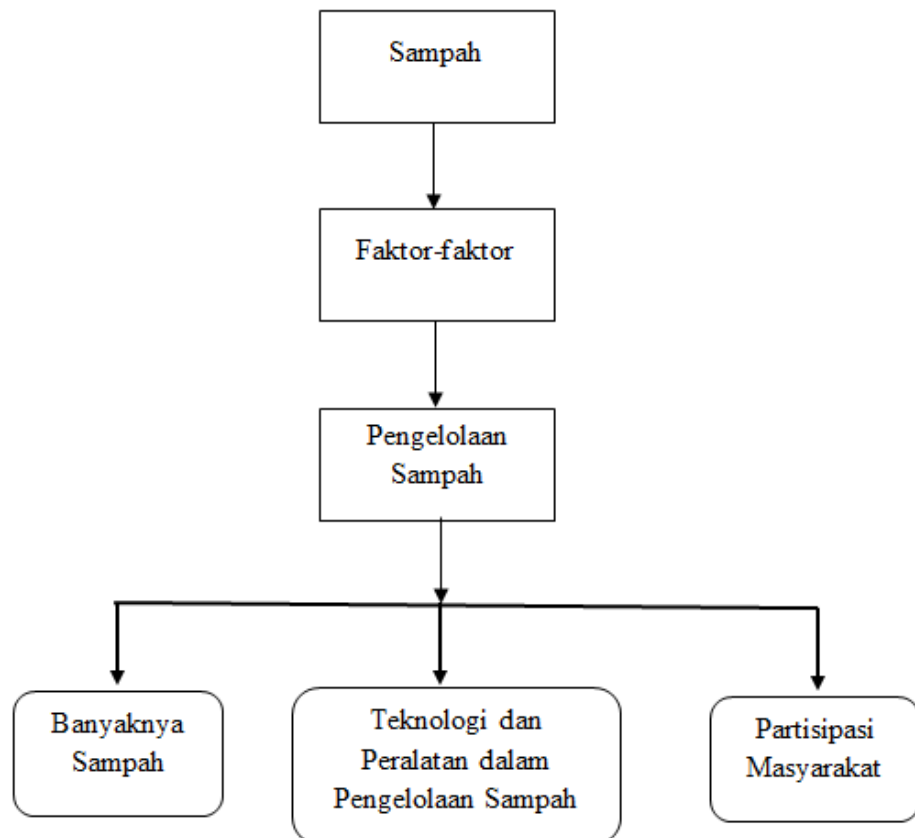 Sampah
Faktor-faktor
Pengelolaan
Sampah
Banyaknya
Sampah
Teknologi dan
Peralatan dalam
Pengelolaan Sampah
Partisipasi
Masyarakat